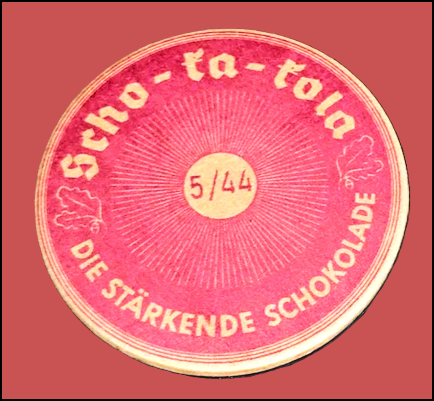 Scho-ka-kola
5/44
DIE STÄRKENDE SCHOKOLADE